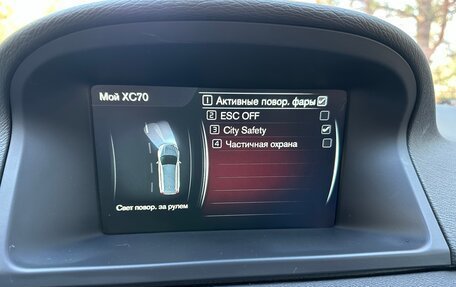 Мой XC70
1 Активные повор. фары
2 ESC OFF
3 City Safety
4 Частичная охрана
Свет повор. за рулем